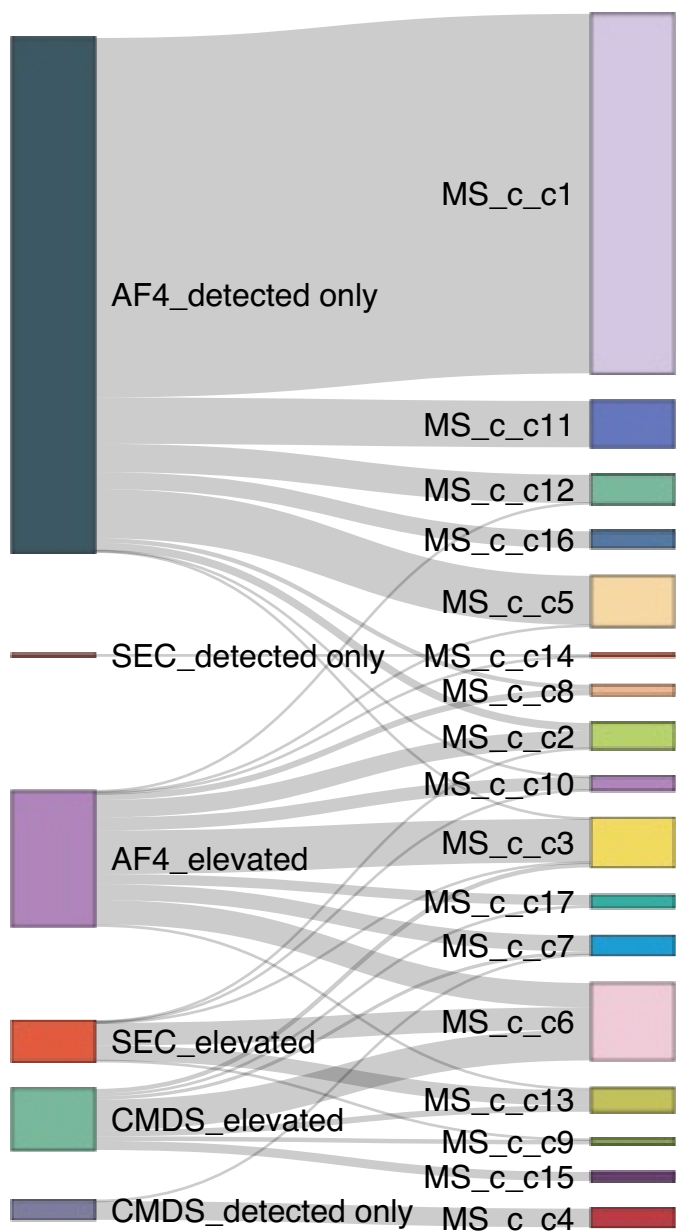 MS_c_c1
AF4_detected only
MS_c_c11
MS_c_c12
MS_c_c16
MS_c_c5
SEC_detected only MS_c_c14
MS_c_c8
MS_c_c2
MS_c_c10
MS_c_c3
AF4_elevated
MS_c_c17
MS_c_c7
MS_c_c6
SEC_elevated
MS_c_c13
CMDS_elevated
MS_c_c9
MS_c_c15
CMDS_detected only MS_c_c4